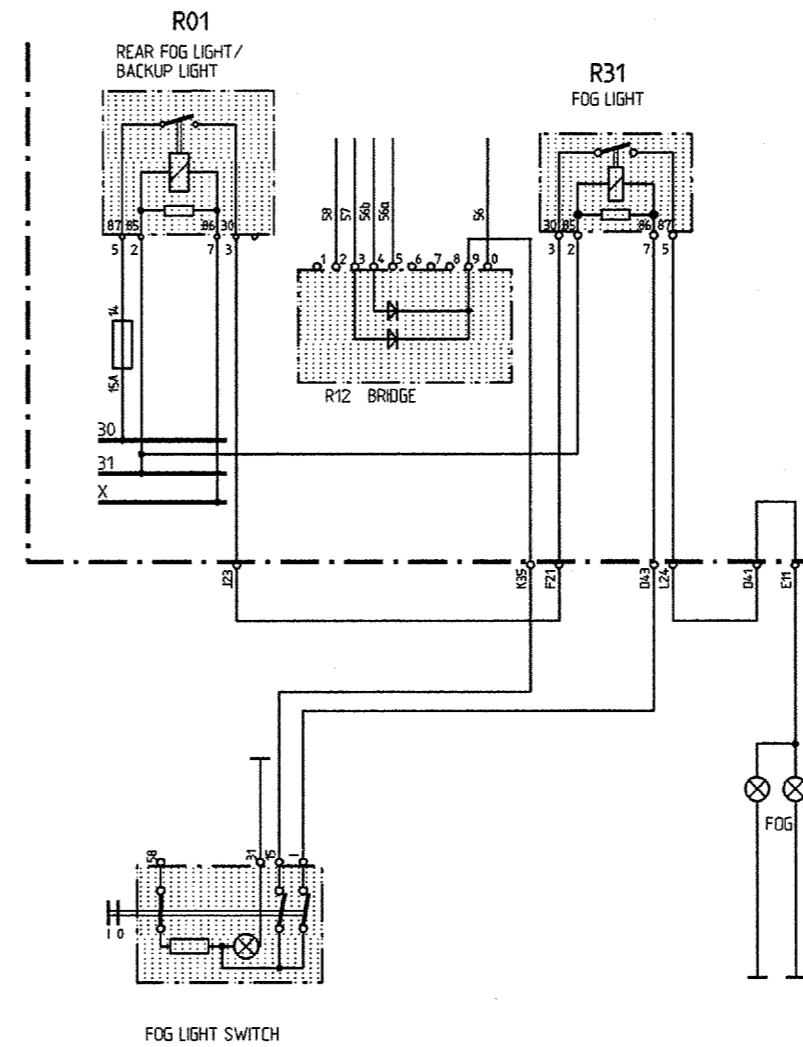 R01
REAR FOG LIGHT/
BACKUP LIGHT
R31
FOG LIGHT
87 85 86 30
5 2 7 3
58 57 56b 56a 56
1 2 3 4 5 6 7 8 9 0
30 85 86 87
3 2 7 5
14
15A
R12 BRIDGE
30
31
X
J23 K35 F21 D43 L24 D41 E11
FOG
58 31 15 I
I 0
FOG LIGHT SWITCH